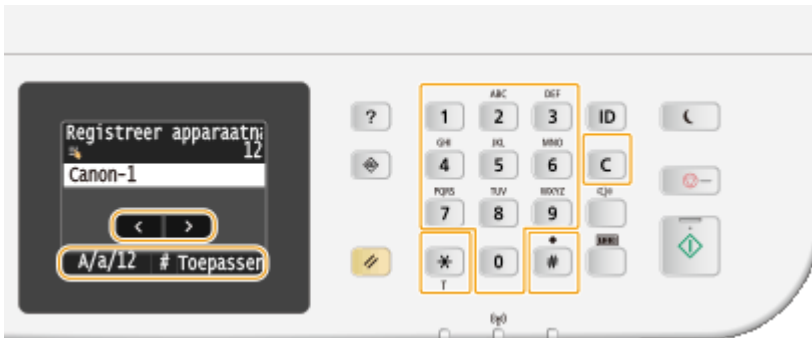 Registreer apparaatna
12
Canon-1
< >
A/a/12 # Toepassen
ABC DEF
? 1 2 3 ID
GHI JKL MNO
4 5 6 C
PQRS TUV WXYZ
7 8 9
* 0 #
T